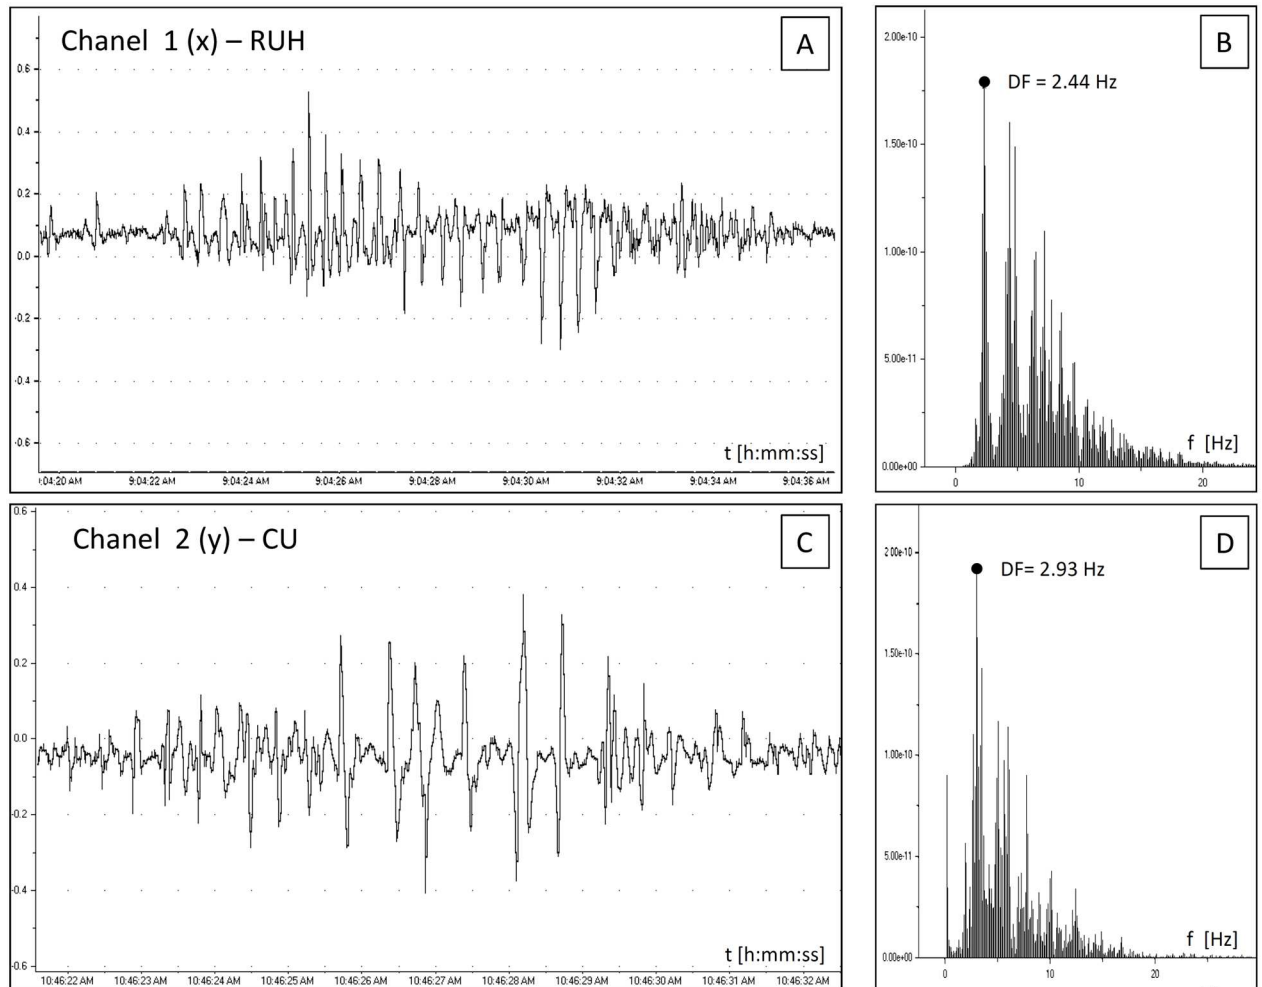 Chanel 1 (x) – RUH
A
0.6
0.4
0.2
0.0
-0.2
-0.4
-0.6
t [h:mm:ss]
:04:20 AM 9:04:22 AM 9:04:24 AM 9:04:26 AM 9:04:28 AM 9:04:30 AM 9:04:32 AM 9:04:34 AM 9:04:36 AM
B
2.00e-10
DF = 2.44 Hz
1.50e-10
1.00e-10
5.00e-11
f [Hz]
0.00e+00
0 10 20
Chanel 2 (y) – CU
C
0.6
0.4
0.2
0.0
-0.2
-0.4
-0.6
t [h:mm:ss]
10:46:22 AM 10:46:23 AM 10:46:24 AM 10:46:25 AM 10:46:26 AM 10:46:27 AM 10:46:28 AM 10:46:29 AM 10:46:30 AM 10:46:31 AM 10:46:32 AM
D
2.00e-10
DF= 2.93 Hz
1.50e-10
1.00e-10
5.00e-11
f [Hz]
0.00e+00
0 10 20